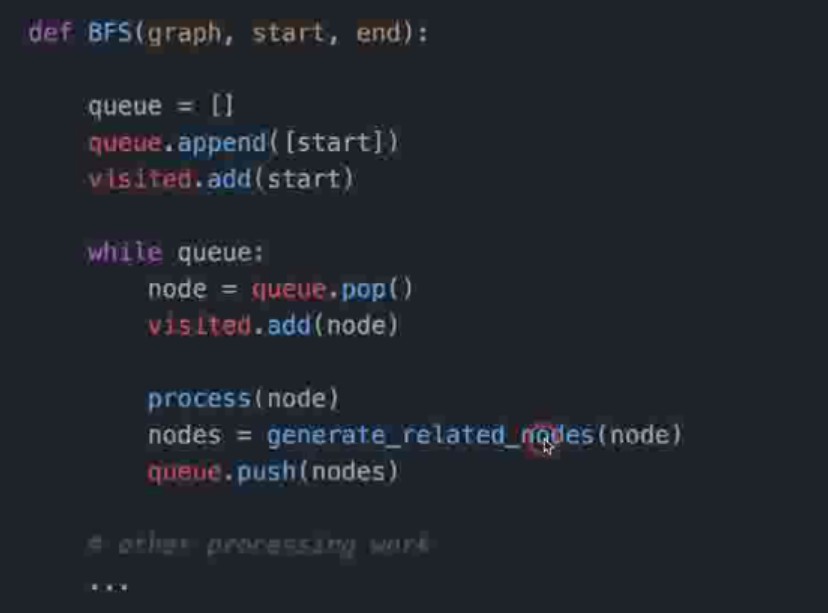 def BFS(graph, start, end):
queue = []
queue.append([start])
visited.add(start)
while queue:
node = queue.pop()
visited.add(node)
process(node)
nodes = generate_related_nodes(node)
queue.push(nodes)
# other processing work
...